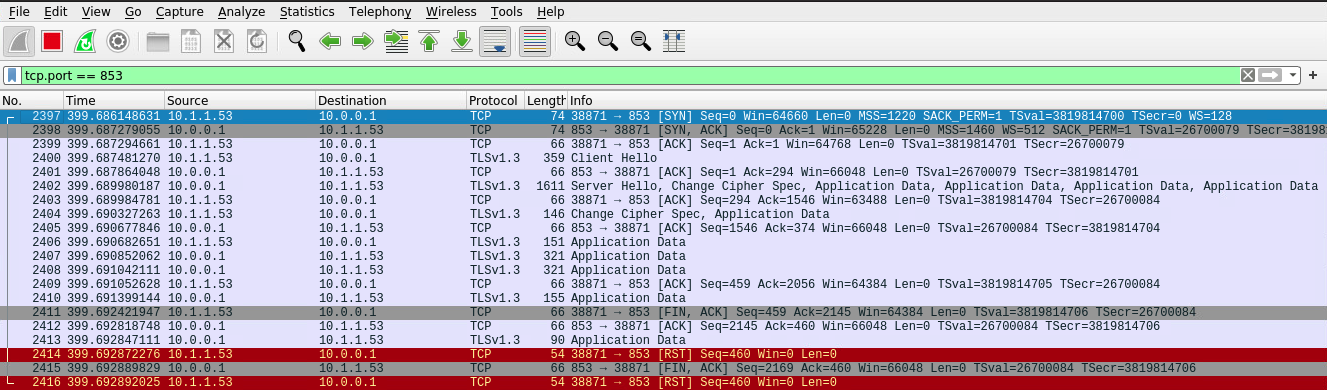 File Edit View Go Capture Analyze Statistics Telephony Wireless Tools Help
tcp.port == 853
No. Time Source Destination Protocol Length Info
2397 399.686148631 10.1.1.53 10.0.0.1 TCP 74 38871 → 853 [SYN] Seq=0 Win=64660 Len=0 MSS=1220 SACK_PERM=1 TSval=3819814700 TSecr=0 WS=128
2398 399.687279055 10.0.0.1 10.1.1.53 TCP 74 853 → 38871 [SYN, ACK] Seq=0 Ack=1 Win=65228 Len=0 MSS=1460 WS=512 SACK_PERM=1 TSval=26700079 TSecr=38198
2399 399.687294661 10.1.1.53 10.0.0.1 TCP 66 38871 → 853 [ACK] Seq=1 Ack=1 Win=64768 Len=0 TSval=3819814701 TSecr=26700079
2400 399.687481270 10.1.1.53 10.0.0.1 TLSv1.3 359 Client Hello
2401 399.687864048 10.0.0.1 10.1.1.53 TCP 66 853 → 38871 [ACK] Seq=1 Ack=294 Win=66048 Len=0 TSval=26700079 TSecr=3819814701
2402 399.689980187 10.0.0.1 10.1.1.53 TLSv1.3 1611 Server Hello, Change Cipher Spec, Application Data, Application Data, Application Data, Application Data
2403 399.689984781 10.1.1.53 10.0.0.1 TCP 66 38871 → 853 [ACK] Seq=294 Ack=1546 Win=63488 Len=0 TSval=3819814704 TSecr=26700084
2404 399.690327263 10.1.1.53 10.0.0.1 TLSv1.3 146 Change Cipher Spec, Application Data
2405 399.690677846 10.0.0.1 10.1.1.53 TCP 66 853 → 38871 [ACK] Seq=1546 Ack=374 Win=66048 Len=0 TSval=26700084 TSecr=3819814704
2406 399.690682651 10.1.1.53 10.0.0.1 TLSv1.3 151 Application Data
2407 399.690852062 10.0.0.1 10.1.1.53 TLSv1.3 321 Application Data
2408 399.691042111 10.0.0.1 10.1.1.53 TLSv1.3 321 Application Data
2409 399.691052628 10.1.1.53 10.0.0.1 TCP 66 38871 → 853 [ACK] Seq=459 Ack=2056 Win=64384 Len=0 TSval=3819814705 TSecr=26700084
2410 399.691399144 10.0.0.1 10.1.1.53 TLSv1.3 155 Application Data
2411 399.692421947 10.1.1.53 10.0.0.1 TCP 66 38871 → 853 [FIN, ACK] Seq=459 Ack=2145 Win=64384 Len=0 TSval=3819814706 TSecr=26700084
2412 399.692818748 10.0.0.1 10.1.1.53 TCP 66 853 → 38871 [ACK] Seq=2145 Ack=460 Win=66048 Len=0 TSval=26700084 TSecr=3819814706
2413 399.692847111 10.0.0.1 10.1.1.53 TLSv1.3 90 Application Data
2414 399.692872276 10.1.1.53 10.0.0.1 TCP 54 38871 → 853 [RST] Seq=460 Win=0 Len=0
2415 399.692889829 10.0.0.1 10.1.1.53 TCP 66 853 → 38871 [FIN, ACK] Seq=2169 Ack=460 Win=66048 Len=0 TSval=26700084 TSecr=3819814706
2416 399.692892025 10.1.1.53 10.0.0.1 TCP 54 38871 → 853 [RST] Seq=460 Win=0 Len=0